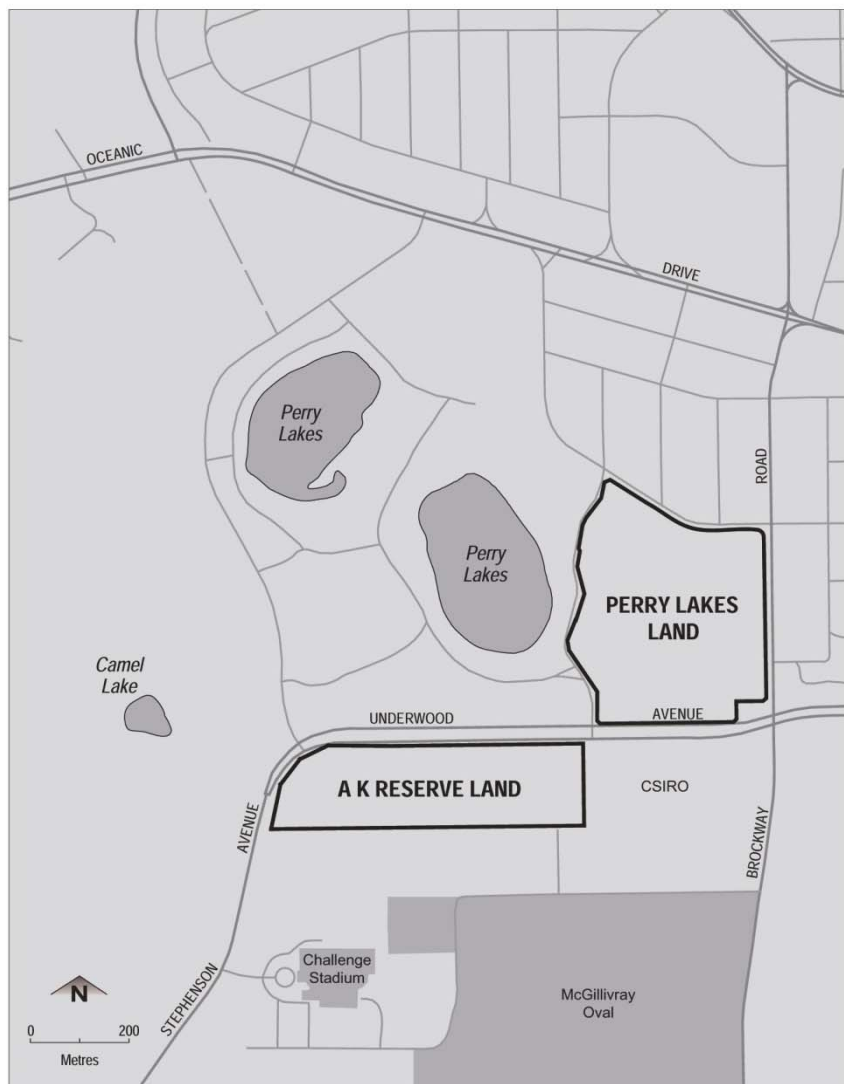 OCEANIC
DRIVE
Perry
Lakes
ROAD
Perry
Lakes
PERRY LAKES
LAND
Camel
Lake
UNDERWOOD
AVENUE
A K RESERVE LAND
CSIRO
AVENUE
BROCKWAY
Challenge
Stadium
McGillivray
Oval
STEPHENSON
N
0 200
Metres